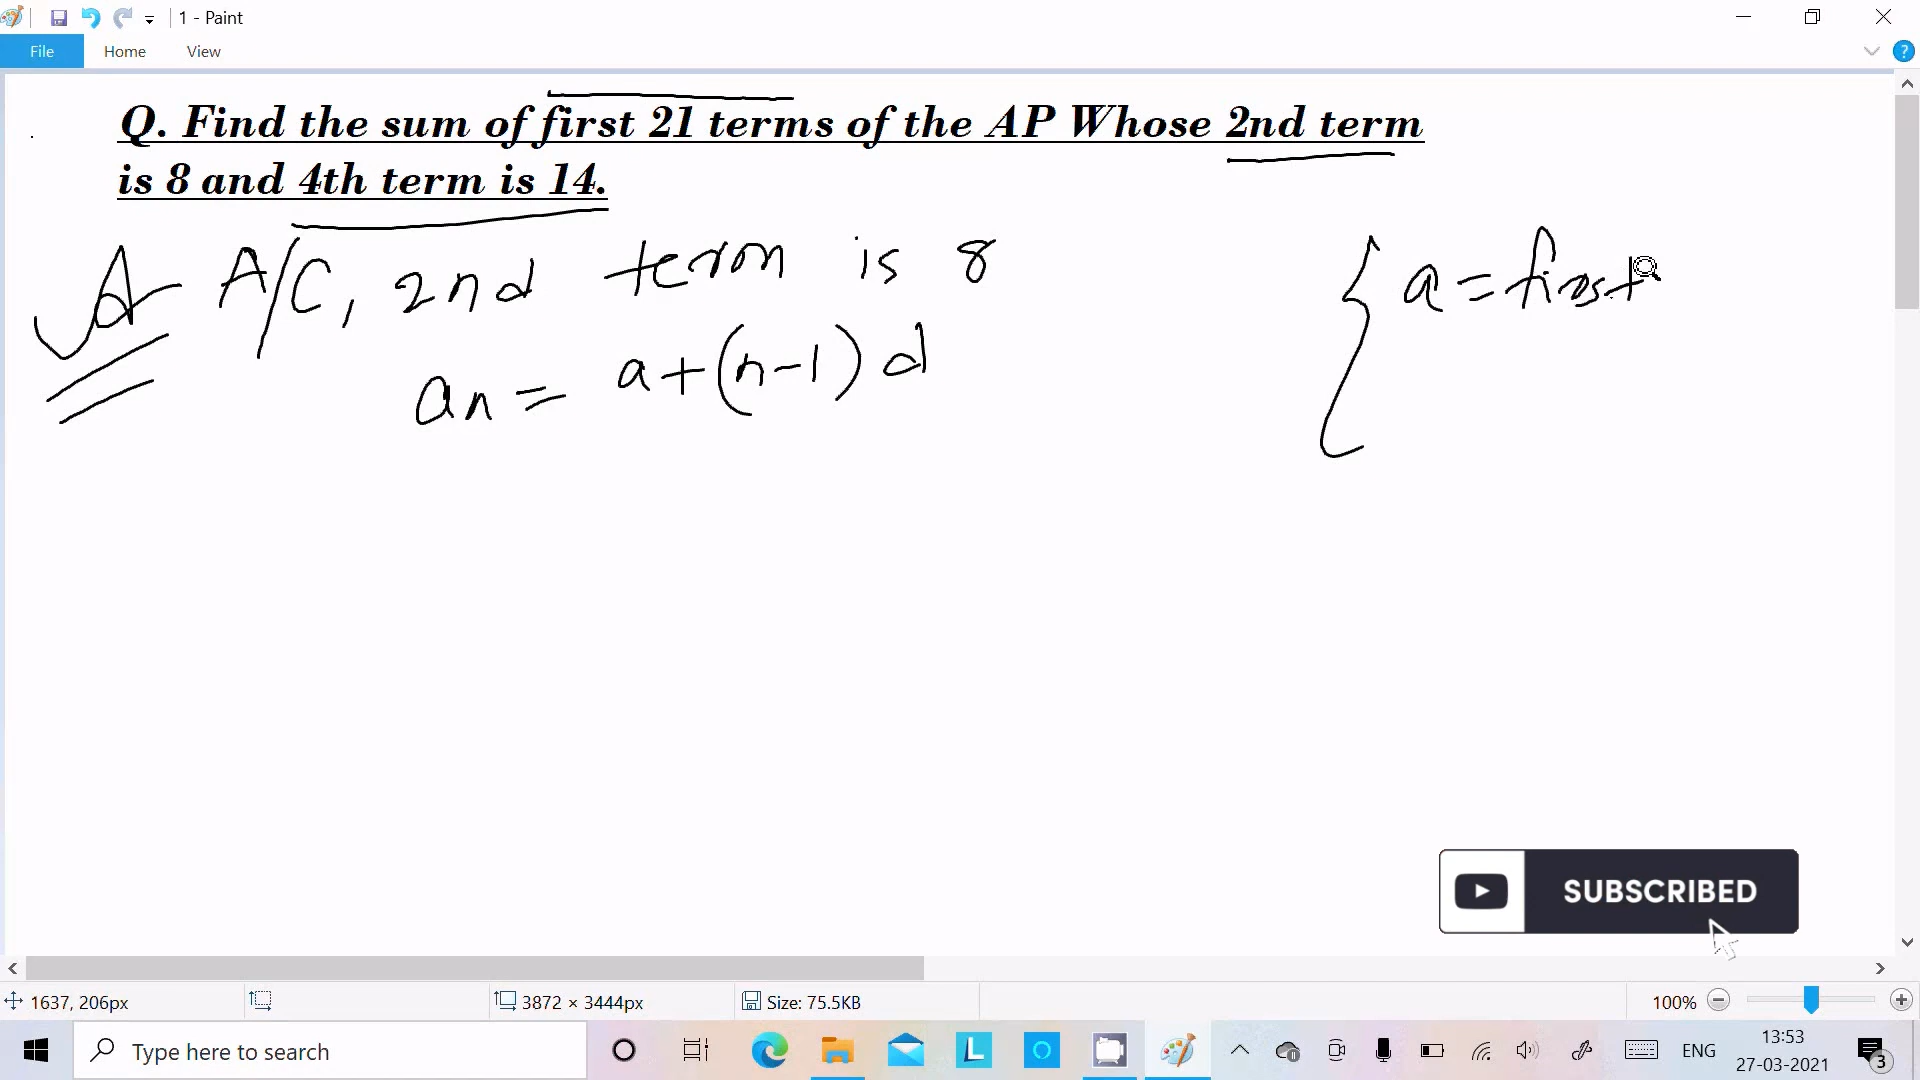 1 - Paint
File Home View
Q. Find the sum of first 21 terms of the AP Whose 2nd term
is 8 and 4th term is 14.
A/C, 2nd term is 8
a = first
an = a+(n-1)d
SUBSCRIBED
1637, 206px 3872 × 3444px Size: 75.5KB 100%
Type here to search
L
ENG
13:53
27-03-2021
3